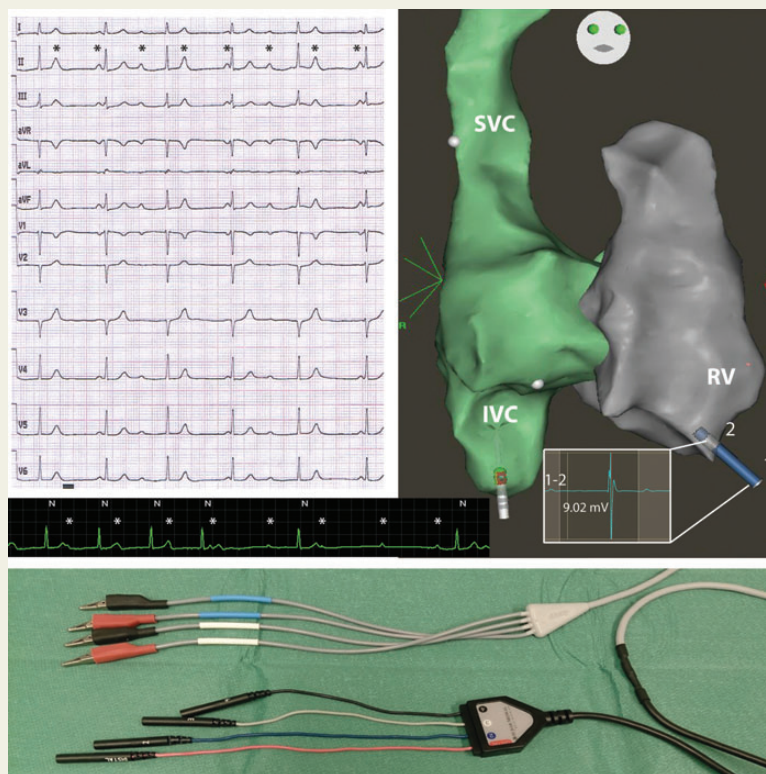 I
* * * * * * * *
II
III
aVR
aVL
aVF
V1
V2
V3
V4
V5
V6
N N N N N N
* * * * * * * *
SVC
R
IVC
RV
2
1-2
9.02 mV